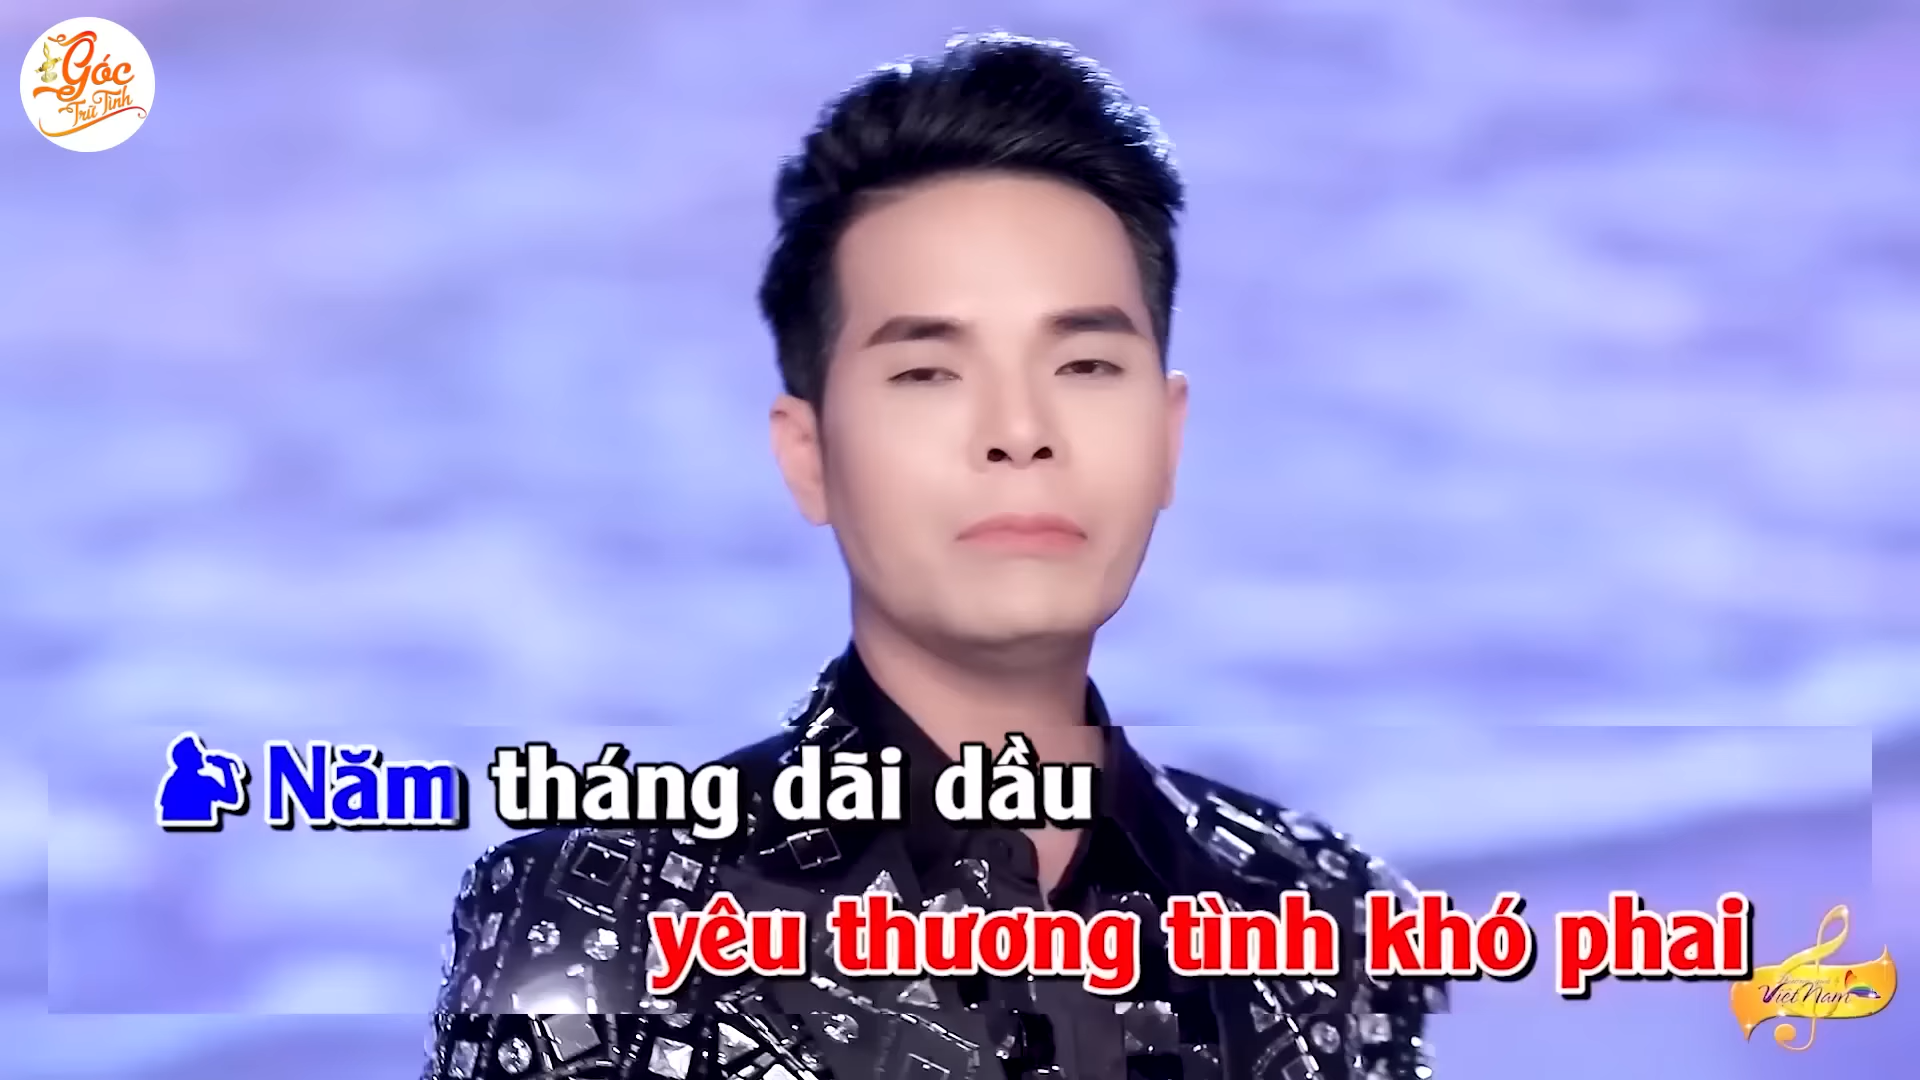 Góc
Trữ Tình
Năm tháng dãi dầu
yêu thương tình khó phai
Việt Nam